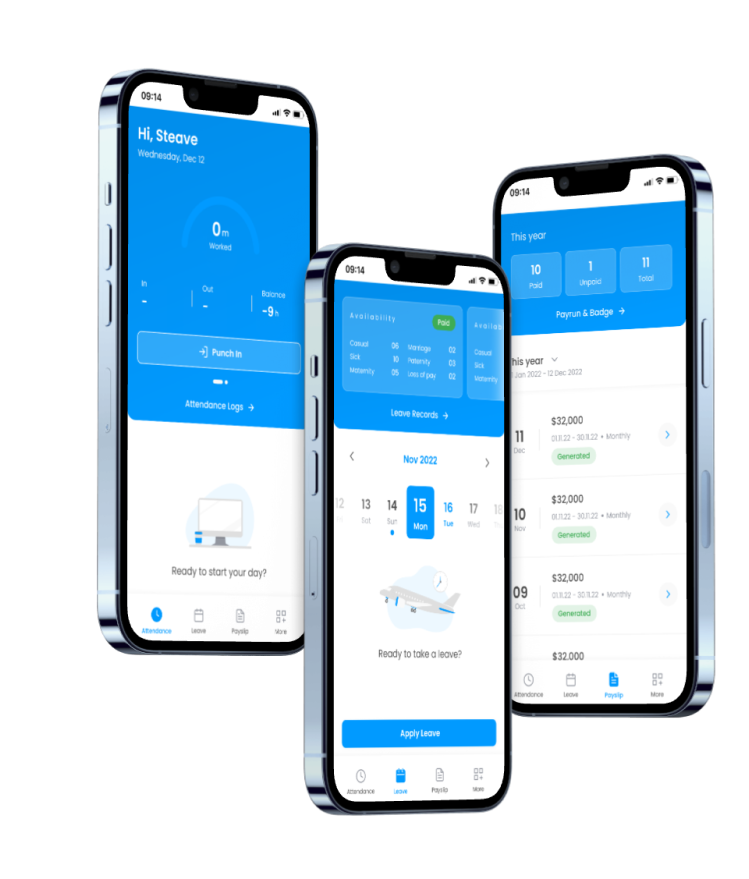 09:14
Hi, Steave
Wednesday, Dec 12
0 m
Worked
In Out Balance
- - -9 h
Punch In
Attendance Logs →
Ready to start your day?
Attendance Leave Payslip More
09:14
Availability Paid Availab
Casual 06 Marriage 02 Casual
Sick 10 Paternity 03 Sick
Maternity 05 Loss of pay 02 Maternity
Leave Records →
< Nov 2022 >
12 13 14 15 16 17 18
Sat Sun Mon Tue Wed
Ready to take a leave?
Apply Leave
Attendance Leave Payslip More
09:14
This year
10 1 11
Paid Unpaid Total
Payrun & Badge →
his year
Jan 2022 - 12 Dec 2022
$32,000
11 01.11.22 - 30.11.22 • Monthly
Dec Generated
$32,000
10 01.11.22 - 30.11.22 • Monthly
Nov Generated
$32,000
09 01.11.22 - 30.11.22 • Monthly
Oct Generated
$32,000
Attendance Leave Payslip More